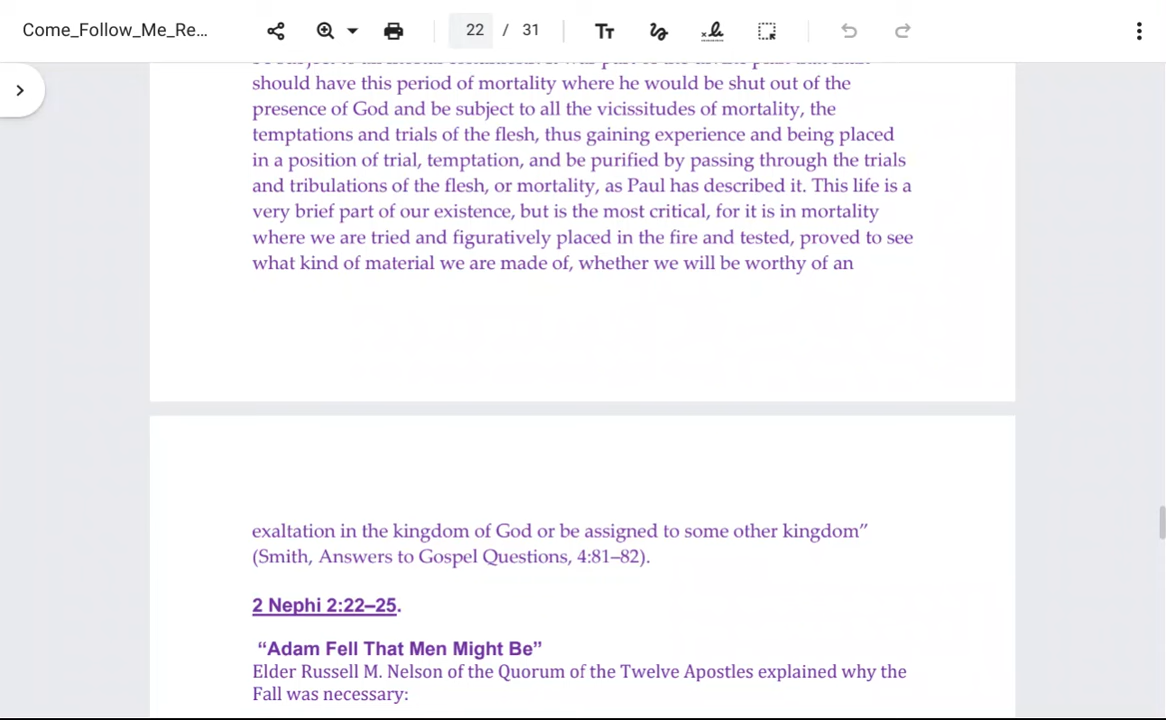 Come_Follow_Me_Re...
22 / 31
should have this period of mortality where he would be shut out of the
presence of God and be subject to all the vicissitudes of mortality, the
temptations and trials of the flesh, thus gaining experience and being placed
in a position of trial, temptation, and be purified by passing through the trials
and tribulations of the flesh, or mortality, as Paul has described it. This life is a
very brief part of our existence, but is the most critical, for it is in mortality
where we are tried and figuratively placed in the fire and tested, proved to see
what kind of material we are made of, whether we will be worthy of an
exaltation in the kingdom of God or be assigned to some other kingdom”
(Smith, Answers to Gospel Questions, 4:81–82).
2 Nephi 2:22–25.
“Adam Fell That Men Might Be”
Elder Russell M. Nelson of the Quorum of the Twelve Apostles explained why the
Fall was necessary: